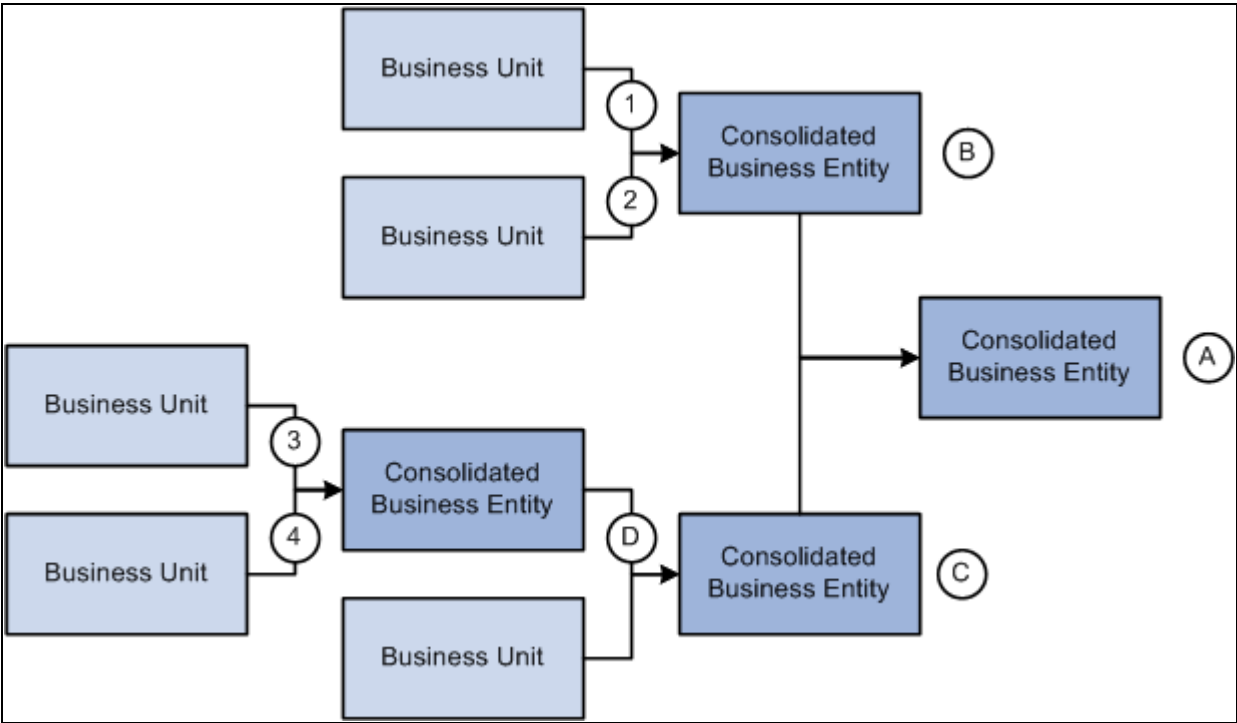 Business Unit
1
Consolidated
Business Entity
B
2
Business Unit
Consolidated
Business Entity
A
Business Unit
3
Consolidated
Business Entity
4
Business Unit
D
Consolidated
Business Entity
C
Business Unit